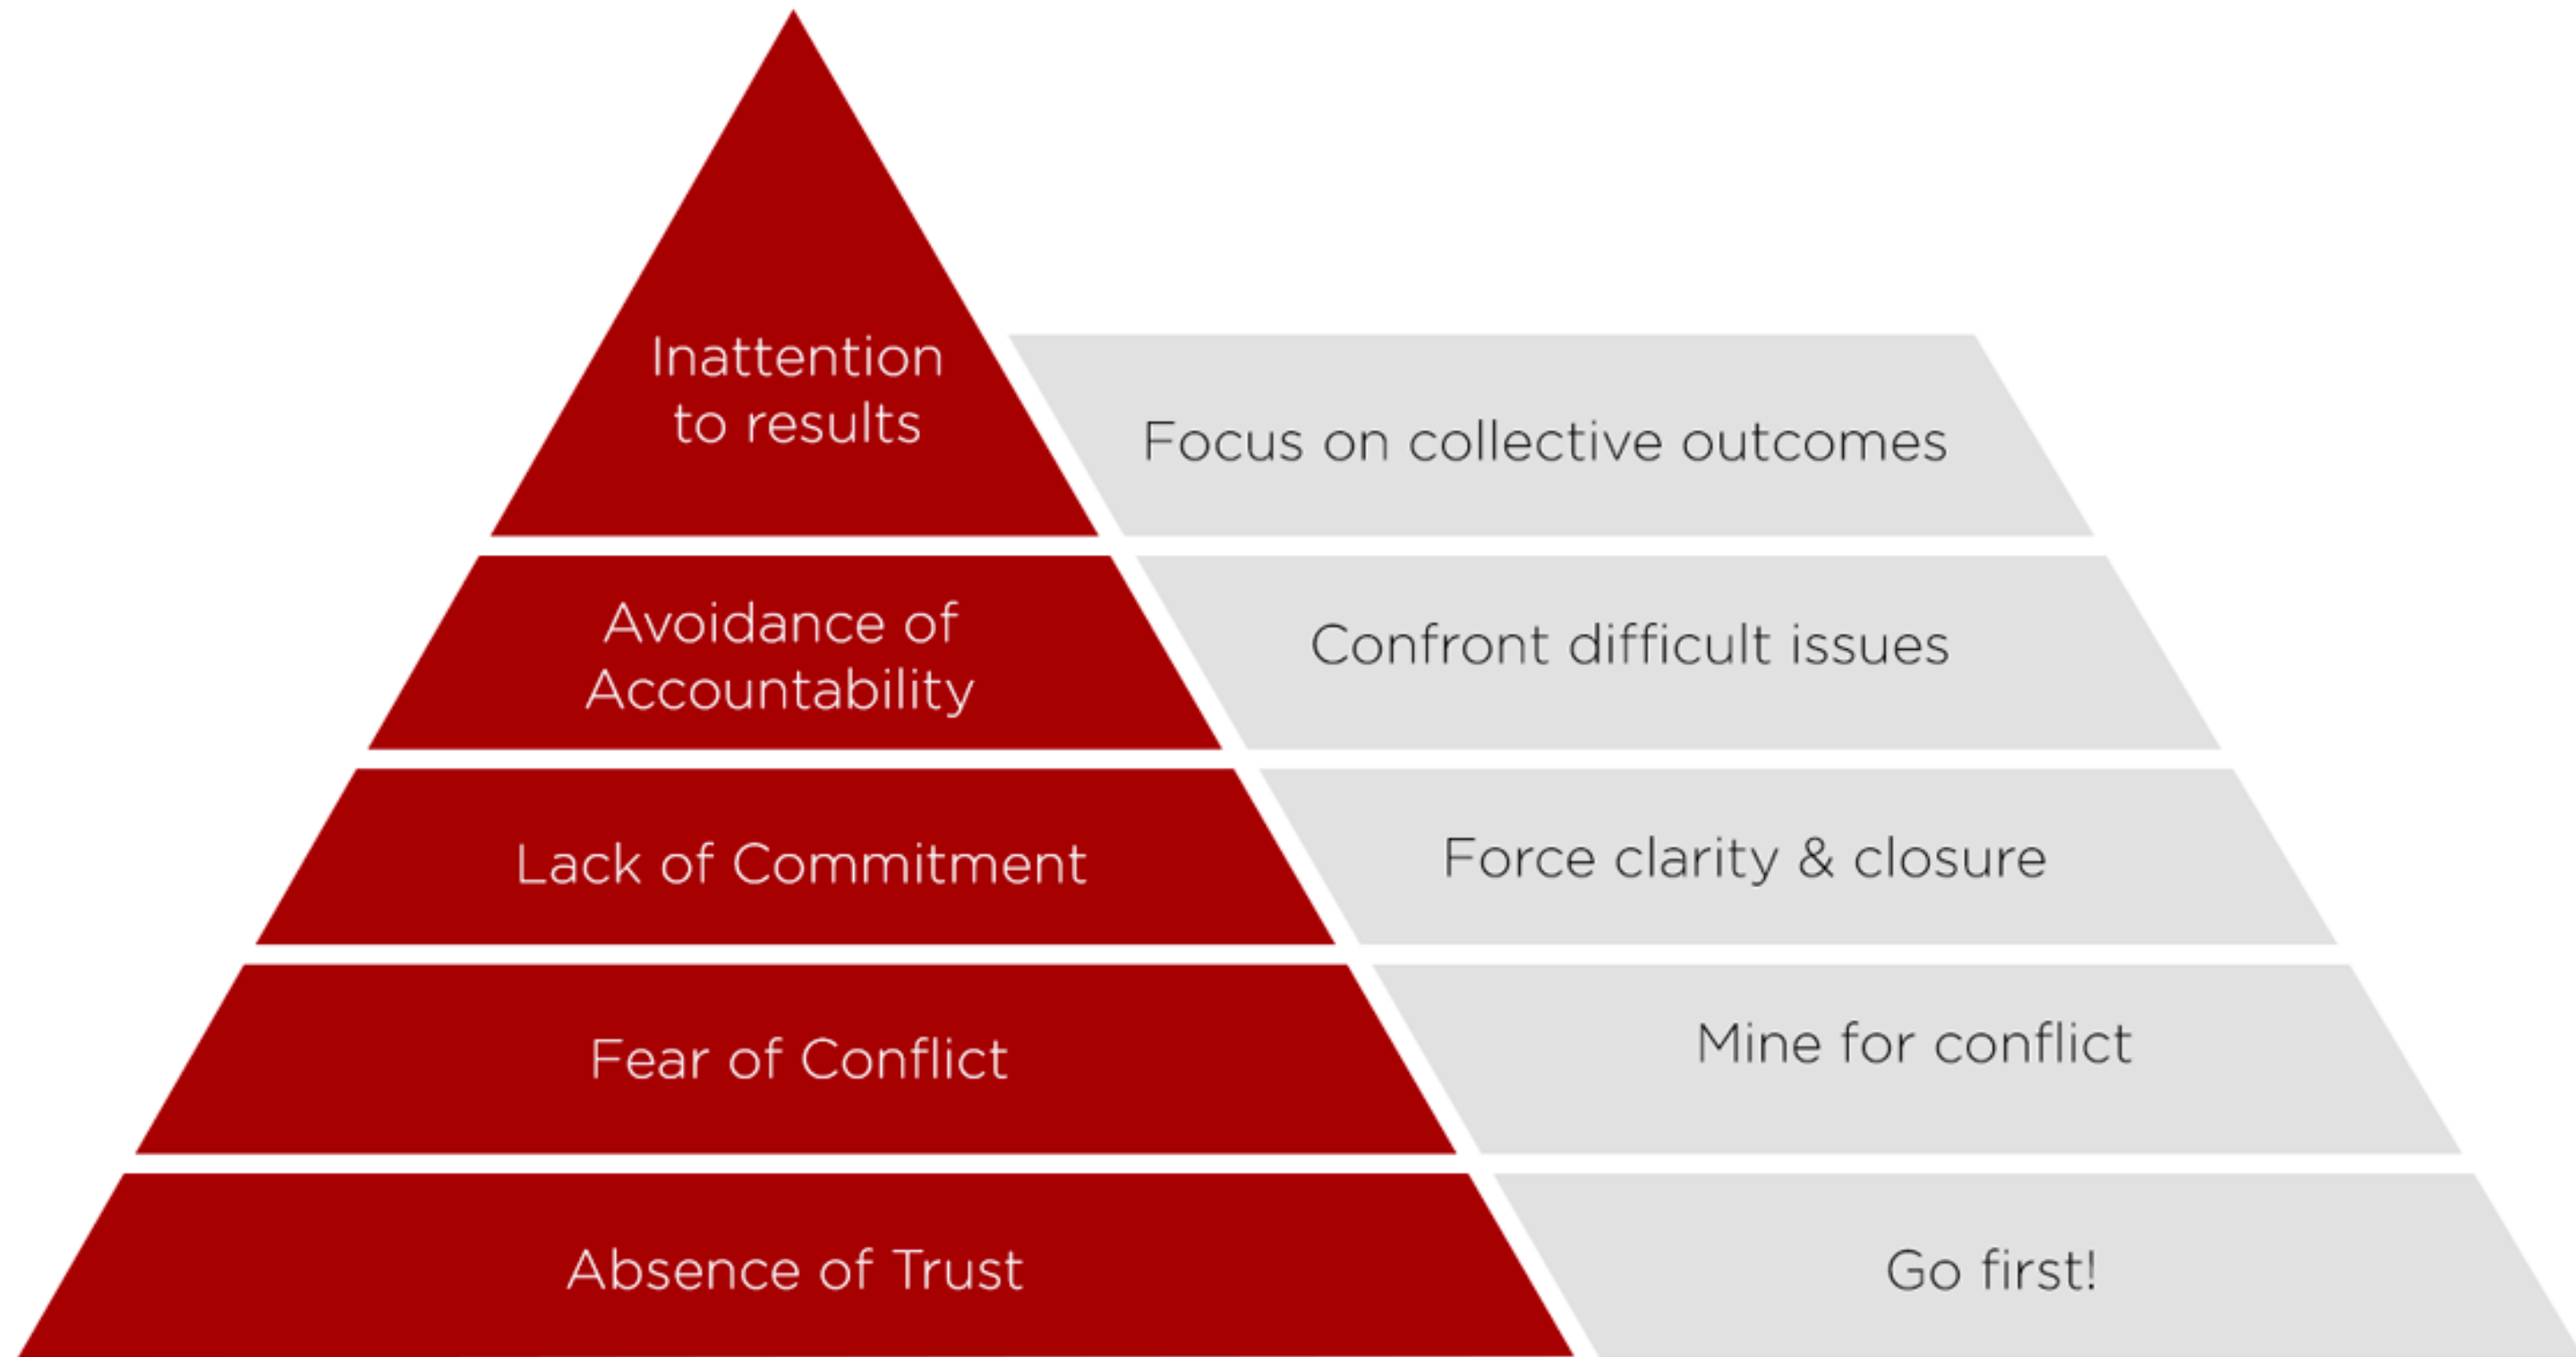 Inattention
to results
Focus on collective outcomes
Avoidance of
Accountability
Confront difficult issues
Lack of Commitment
Force clarity & closure
Fear of Conflict
Mine for conflict
Absence of Trust
Go first!